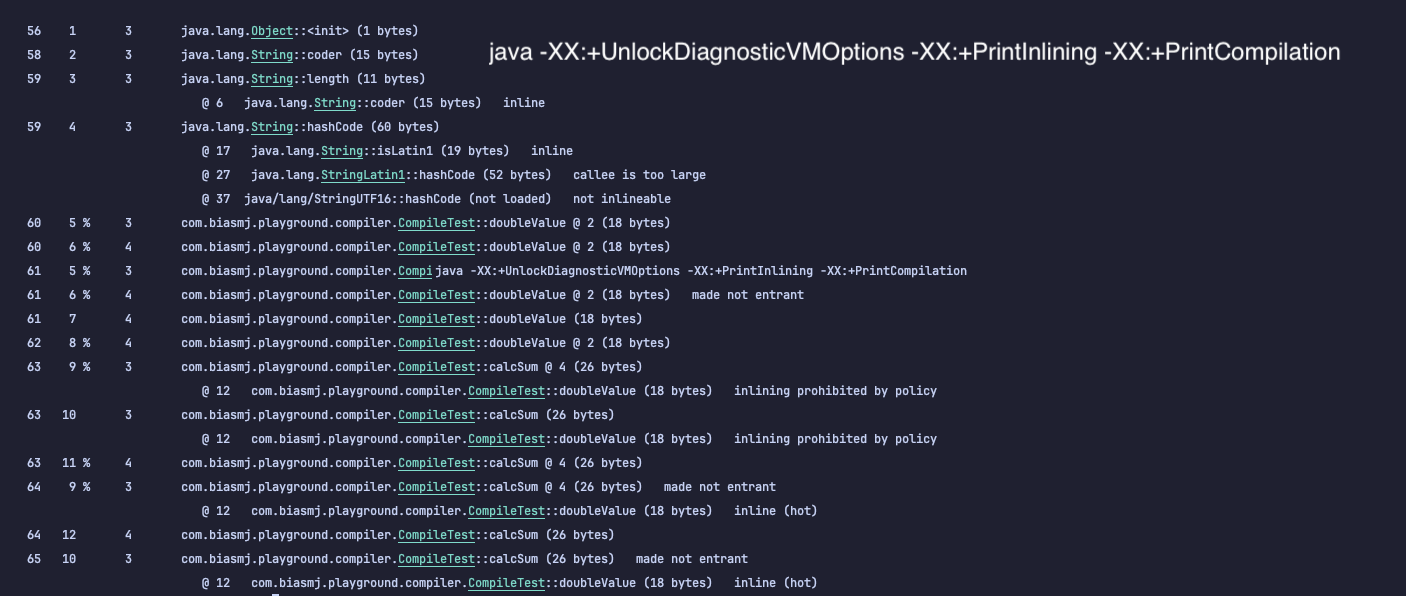 56 1 3 java.lang.Object::<init> (1 bytes)
java -XX:+UnlockDiagnosticVMOptions -XX:+PrintInlining -XX:+PrintCompilation
58 2 3 java.lang.String::coder (15 bytes)
59 3 3 java.lang.String::length (11 bytes)
@ 6 java.lang.String::coder (15 bytes) inline
59 4 3 java.lang.String::hashCode (60 bytes)
@ 17 java.lang.String::isLatin1 (19 bytes) inline
@ 27 java.lang.StringLatin1::hashCode (52 bytes) callee is too large
@ 37 java/lang/StringUTF16::hashCode (not loaded) not inlineable
60 5 % 3 com.biasmj.playground.compiler.CompileTest::doubleValue @ 2 (18 bytes)
60 6 % 4 com.biasmj.playground.compiler.CompileTest::doubleValue @ 2 (18 bytes)
61 5 % 3 com.biasmj.playground.compiler.Compi java -XX:+UnlockDiagnosticVMOptions -XX:+PrintInlining -XX:+PrintCompilation
61 6 % 4 com.biasmj.playground.compiler.CompileTest::doubleValue @ 2 (18 bytes) made not entrant
61 7 4 com.biasmj.playground.compiler.CompileTest::doubleValue (18 bytes)
62 8 % 4 com.biasmj.playground.compiler.CompileTest::doubleValue @ 2 (18 bytes)
63 9 % 3 com.biasmj.playground.compiler.CompileTest::calcSum @ 4 (26 bytes)
@ 12 com.biasmj.playground.compiler.CompileTest::doubleValue (18 bytes) inlining prohibited by policy
63 10 3 com.biasmj.playground.compiler.CompileTest::calcSum (26 bytes)
@ 12 com.biasmj.playground.compiler.CompileTest::doubleValue (18 bytes) inlining prohibited by policy
63 11 % 4 com.biasmj.playground.compiler.CompileTest::calcSum @ 4 (26 bytes)
64 9 % 3 com.biasmj.playground.compiler.CompileTest::calcSum @ 4 (26 bytes) made not entrant
@ 12 com.biasmj.playground.compiler.CompileTest::doubleValue (18 bytes) inline (hot)
64 12 4 com.biasmj.playground.compiler.CompileTest::calcSum (26 bytes)
65 10 3 com.biasmj.playground.compiler.CompileTest::calcSum (26 bytes) made not entrant
@ 12 com.biasmj.playground.compiler.CompileTest::doubleValue (18 bytes) inline (hot)